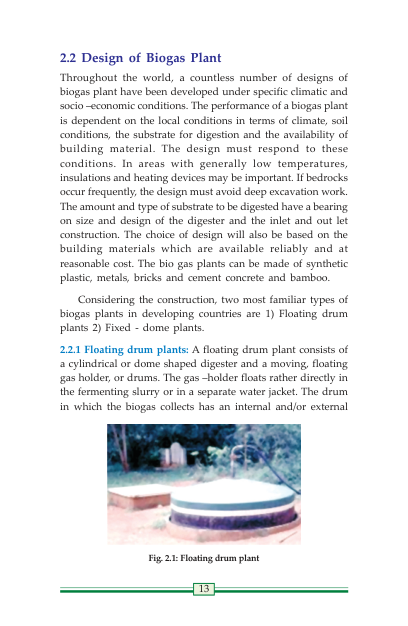 2.2 Design of Biogas Plant
Throughout the world, a countless number of designs of
biogas plant have been developed under specific climatic and
socio –economic conditions. The performance of a biogas plant
is dependent on the local conditions in terms of climate, soil
conditions, the substrate for digestion and the availability of
building material. The design must respond to these
conditions. In areas with generally low temperatures,
insulations and heating devices may be important. If bedrocks
occur frequently, the design must avoid deep excavation work.
The amount and type of substrate to be digested have a bearing
on size and design of the digester and the inlet and out let
construction. The choice of design will also be based on the
building materials which are available reliably and at
reasonable cost. The bio gas plants can be made of synthetic
plastic, metals, bricks and cement concrete and bamboo.
Considering the construction, two most familiar types of
biogas plants in developing countries are 1) Floating drum
plants 2) Fixed - dome plants.
2.2.1 Floating drum plants: A floating drum plant consists of
a cylindrical or dome shaped digester and a moving, floating
gas holder, or drums. The gas –holder floats rather directly in
the fermenting slurry or in a separate water jacket. The drum
in which the biogas collects has an internal and/or external
Fig. 2.1: Floating drum plant
13